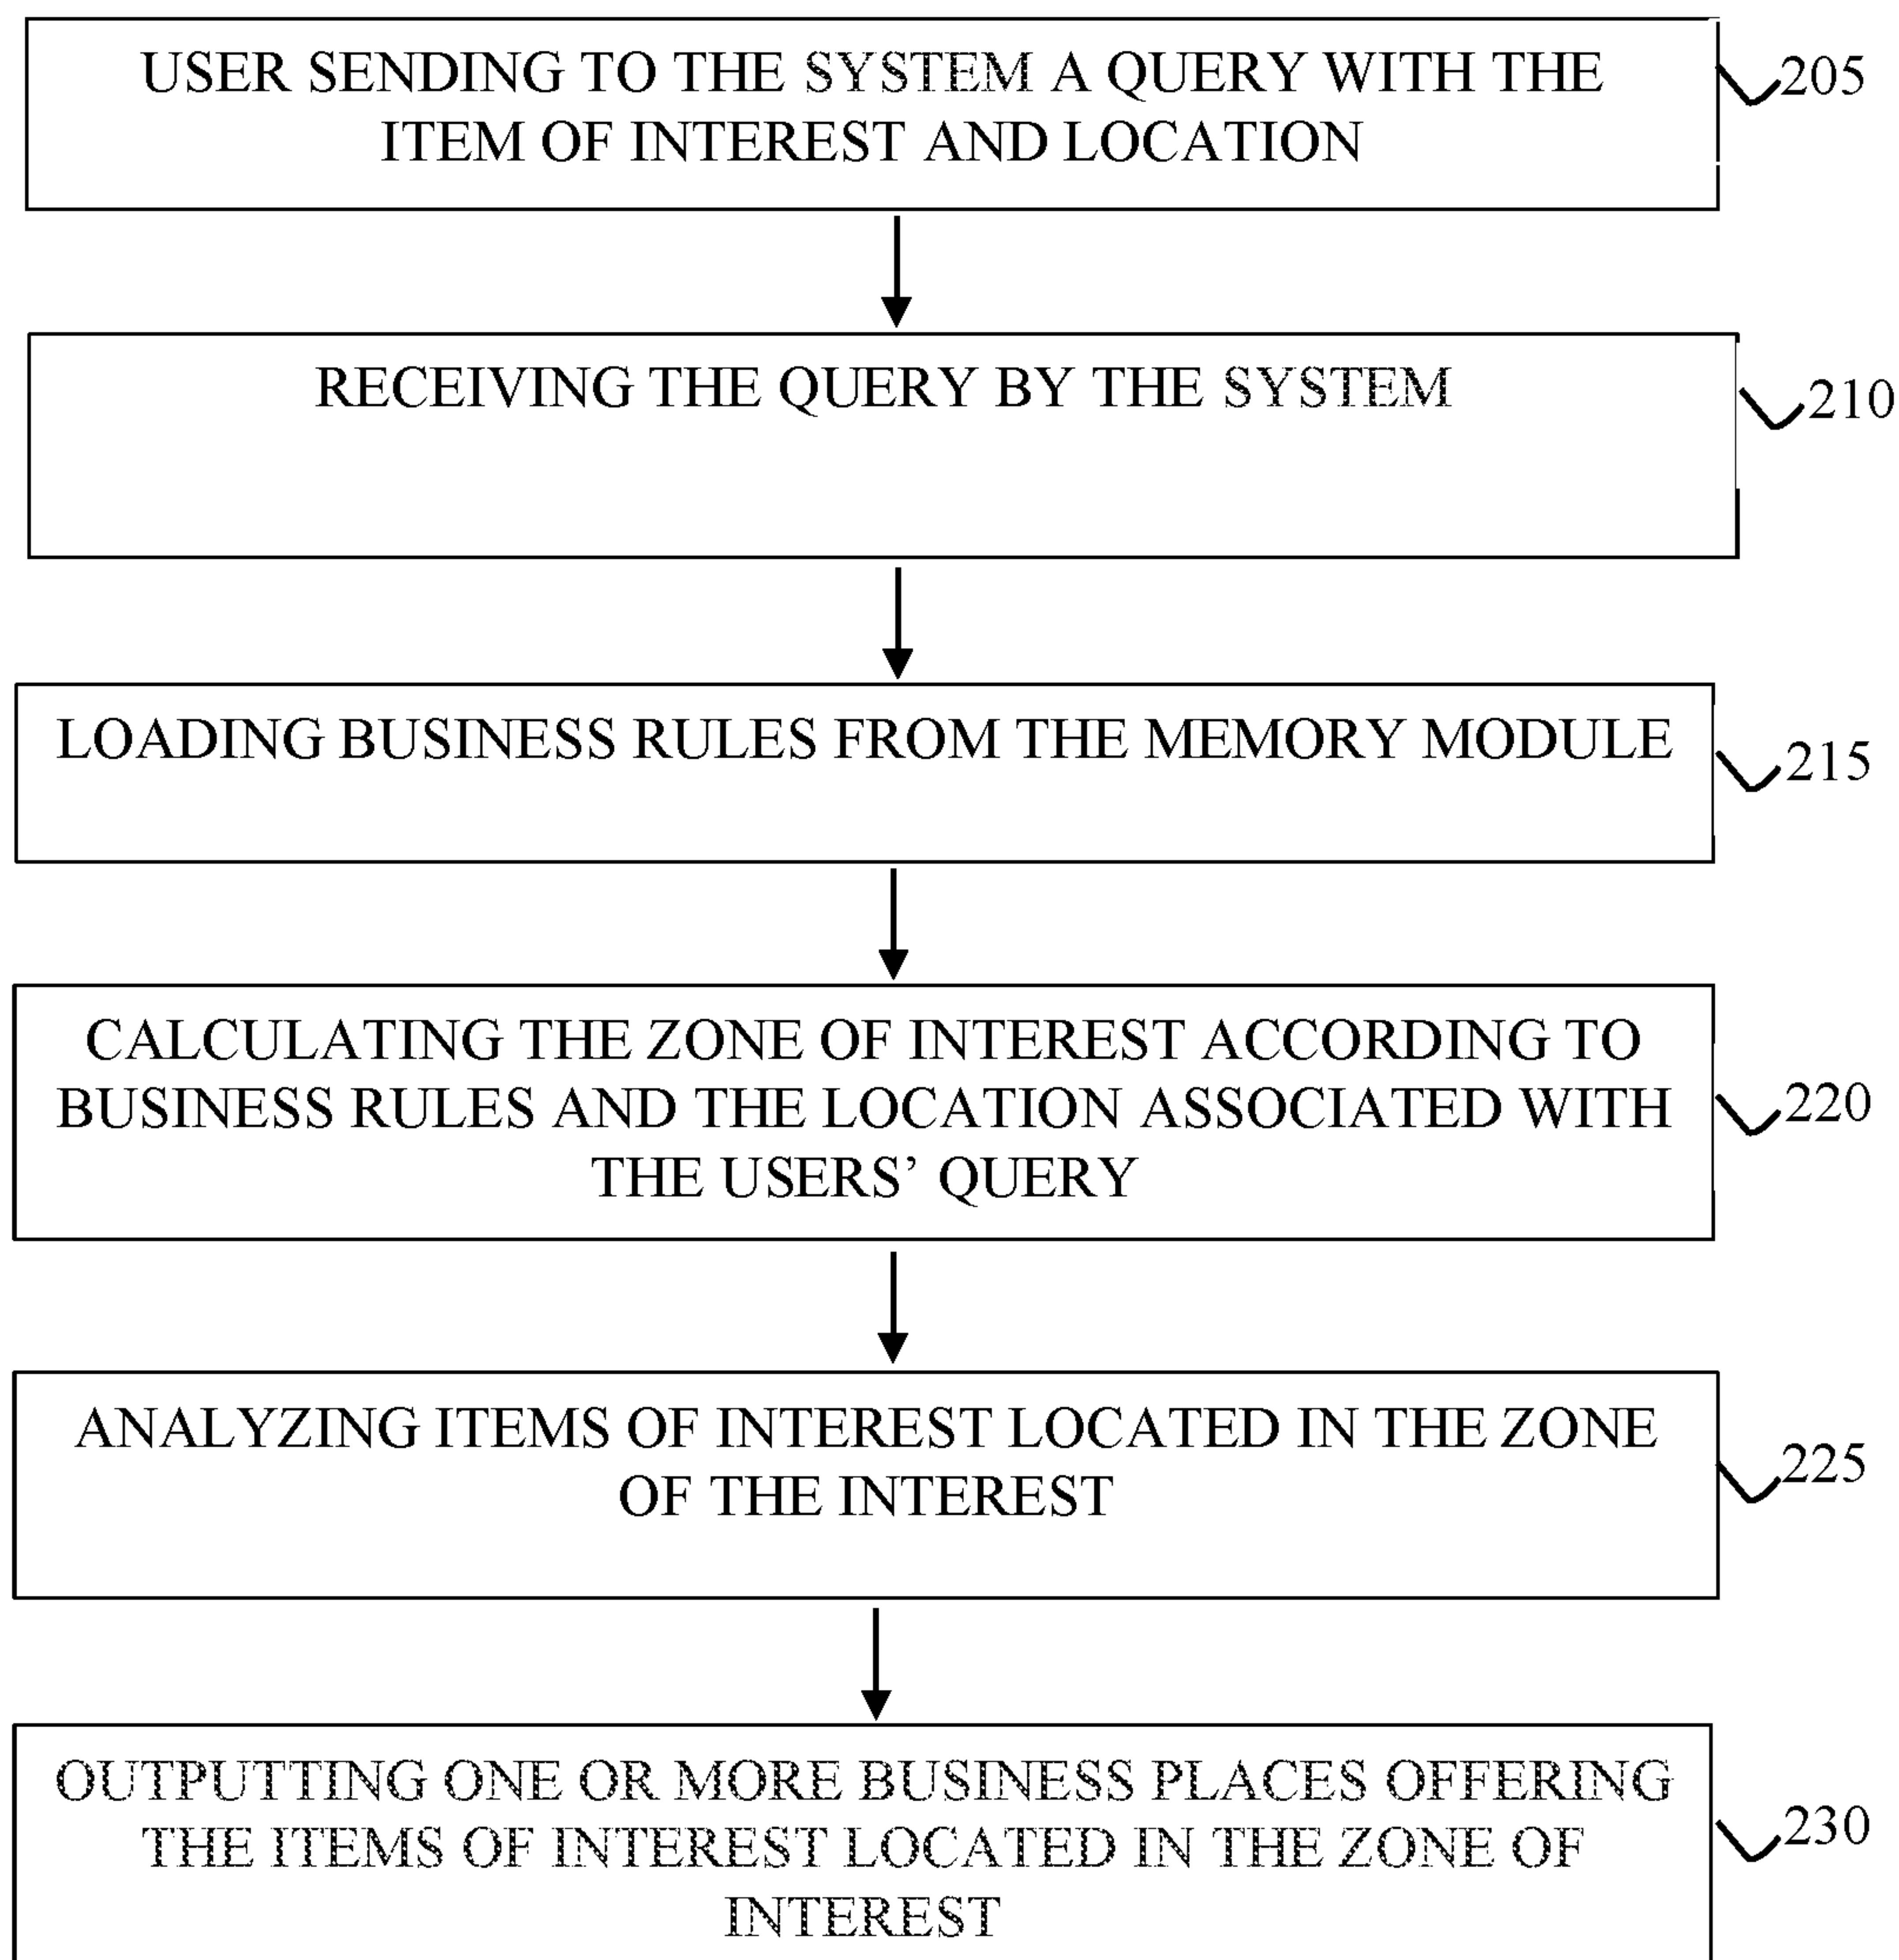 USER SENDING TO THE SYSTEM A QUERY WITH THE
ITEM OF INTEREST AND LOCATION
205
RECEIVING THE QUERY BY THE SYSTEM
210
LOADING BUSINESS RULES FROM THE MEMORY MODULE
215
CALCULATING THE ZONE OF INTEREST ACCORDING TO
BUSINESS RULES AND THE LOCATION ASSOCIATED WITH
THE USERS’ QUERY
220
ANALYZING ITEMS OF INTEREST LOCATED IN THE ZONE
OF THE INTEREST
225
OUTPUTTING ONE OR MORE BUSINESS PLACES OFFERING
THE ITEMS OF INTEREST LOCATED IN THE ZONE OF
INTEREST
230